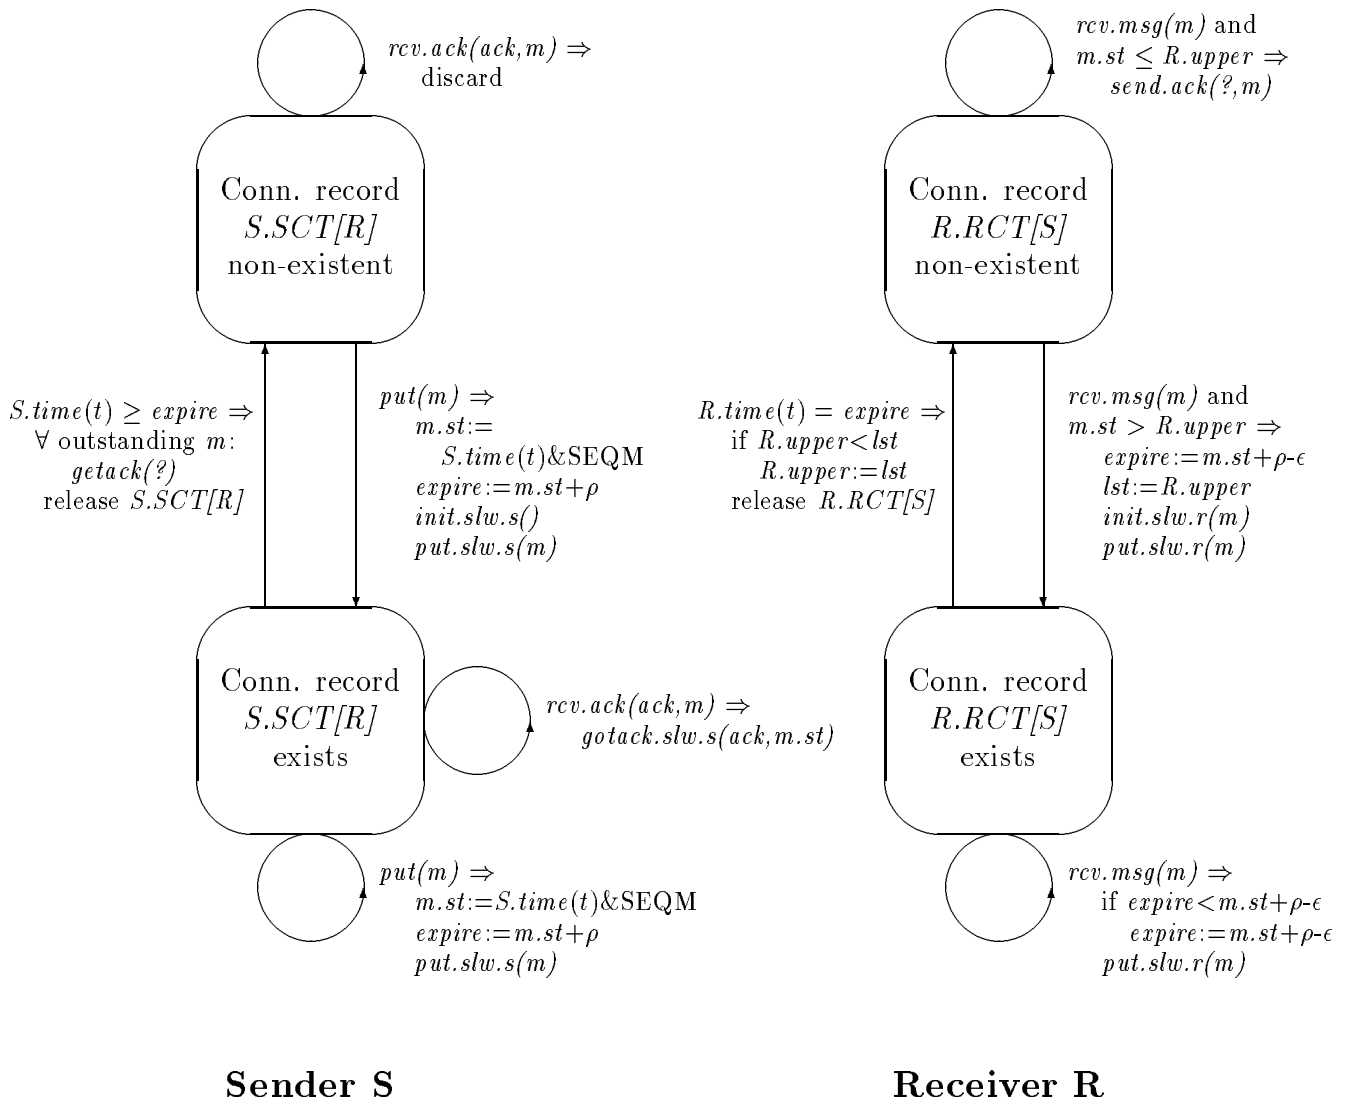 rcv.ack(ack,m) ⇒
discard
Conn. record
S.SCT[R]
non-existent
S.time(t) ≥ expire ⇒
∀ outstanding m:
getack(?)
release S.SCT[R]
put(m) ⇒
m.st:=
S.time(t)&SEQM
expire:=m.st+ρ
init.slw.s()
put.slw.s(m)
Conn. record
S.SCT[R]
exists
rcv.ack(ack,m) ⇒
gotack.slw.s(ack,m.st)
put(m) ⇒
m.st:=S.time(t)&SEQM
expire:=m.st+ρ
put.slw.s(m)
Sender S
rcv.msg(m) and
m.st ≤ R.upper ⇒
send.ack(?,m)
Conn. record
R.RCT[S]
non-existent
R.time(t) = expire ⇒
if R.upper<lst
R.upper:=lst
release R.RCT[S]
rcv.msg(m) and
m.st > R.upper ⇒
expire:=m.st+ρ-ϵ
lst:=R.upper
init.slw.r(m)
put.slw.r(m)
Conn. record
R.RCT[S]
exists
rcv.msg(m) ⇒
if expire<m.st+ρ-ϵ
expire:=m.st+ρ-ϵ
put.slw.r(m)
Receiver R